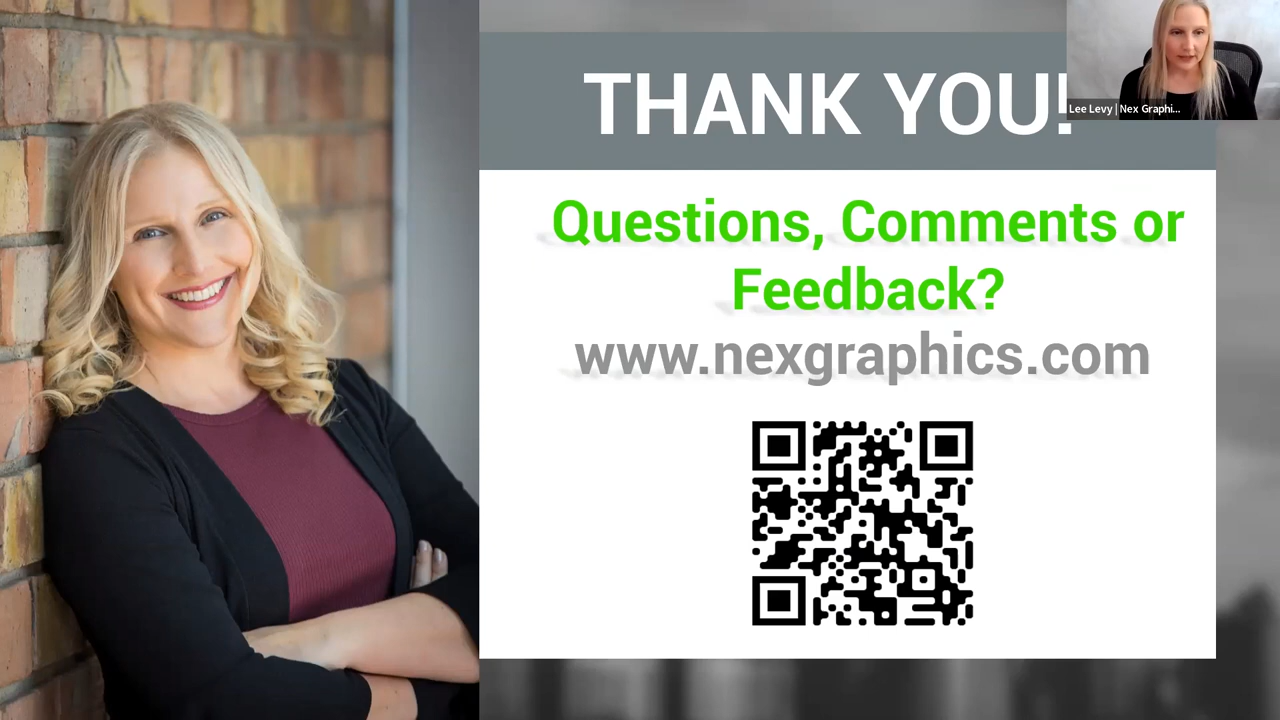 THANK YOU!
Lee Levy | Nex Graphi...
Questions, Comments or
Feedback?
www.nexgraphics.com